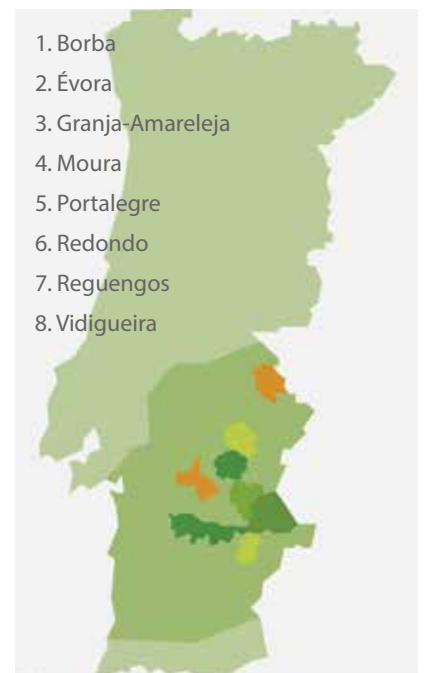 1. Borba
2. Évora
3. Granja-Amareleja
4. Moura
5. Portalegre
6. Redondo
7. Reguengos
8. Vidigueira